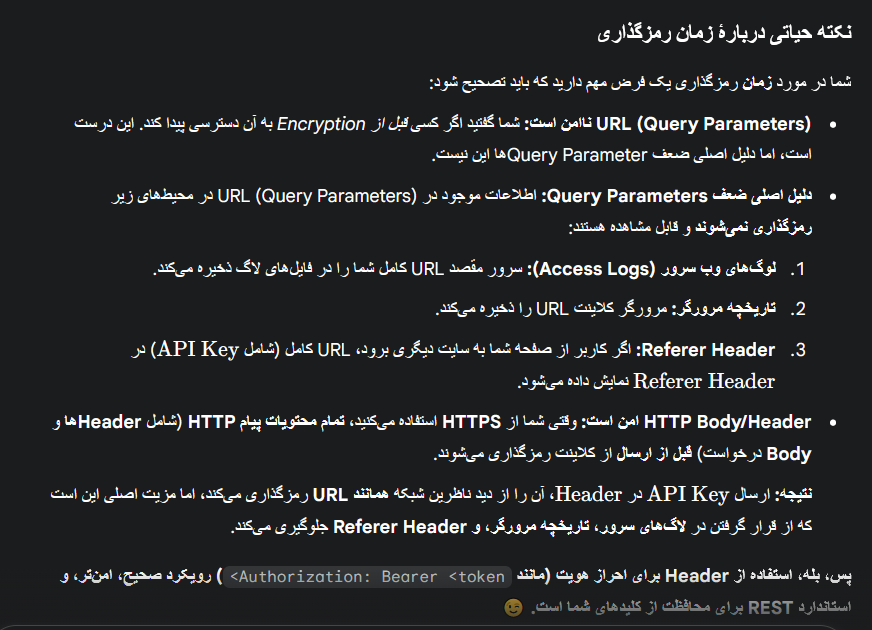 نکته حیاتی دربارهٔ زمان رمزگذاری
شما در مورد زمان رمزگذاری یک فرض مهم دارید که باید تصحیح شود:
• URL (Query Parameters) ناامن است: شما گفتید اگر کسی قبل از Encryption به آن دسترسی پیدا کند. این درست
است، اما دلیل اصلی ضعف Query Parameterها این نیست.
• دلیل اصلی ضعف Query Parameters: اطلاعات موجود در URL (Query Parameters) در محیط‌های زیر
رمزگذاری نمی‌شوند و قابل مشاهده هستند:
1. لوگ‌های وب سرور (Access Logs): سرور مقصد URL کامل شما را در فایل‌های لاگ ذخیره می‌کند.
2. تاریخچه مرورگر: مرورگر کلاینت URL را ذخیره می‌کند.
3. Referer Header: اگر کاربر از صفحه شما به سایت دیگری برود، URL کامل (شامل API Key) در
Referer Header نمایش داده می‌شود.
• HTTP Body/Header امن است: وقتی شما از HTTPS استفاده می‌کنید، تمام محتویات پیام HTTP (شامل Headerها و
Body درخواست) قبل از ارسال از کلاینت رمزگذاری می‌شوند.
نتیجه: ارسال API Key در Header، آن را از دید ناظرین شبکه همانند URL رمزگذاری می‌کند، اما مزیت اصلی این است
که از قرار گرفتن در لاگ‌های سرور، تاریخچه مرورگر، و Referer Header جلوگیری می‌کند.
پس، بله، استفاده از Header برای احراز هویت (مانند <Authorization: Bearer <token) رویکرد صحیح، امن‌تر، و
استاندارد REST برای محافظت از کلیدهای شما است. 😉